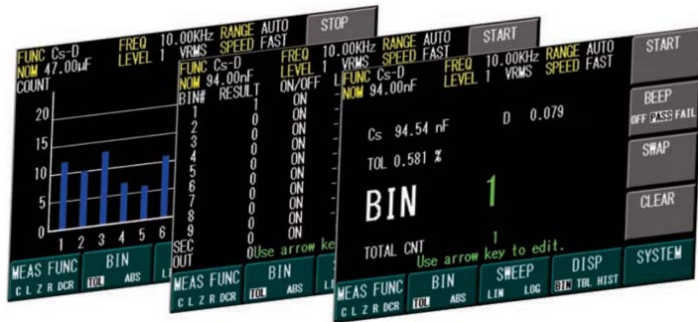 FUNC Cs-D
FREQ 10.00KHz
RANGE AUTO
NOM 47.00µF
LEVEL 1 VRMS
SPEED FAST
STOP
COUNT
20
15
10
5
0
1 2 3 4 5 6
MEAS FUNC
C L Z R DCR
BIN
TOL ABS
FUNC Cs-D
FREQ 10.00KHz
RANGE AUTO
NOM 94.00nF
LEVEL 1 VRMS
SPEED FAST
START
BIN# RESULT ON/OFF
1 1 ON
2 0 ON
3 0 ON
4 0 ON
5 0 ON
6 0 ON
7 0 ON
8 0 ON
9 0 ON
SEC 0
OUT 0
Use arrow key
MEAS FUNC
C L Z R DCR
BIN
TOL ABS
FUNC Cs-D
FREQ 10.00KHz
RANGE AUTO
NOM 94.00nF
LEVEL 1 VRMS
SPEED FAST
START
BEEP
OFF PASS FAIL
SWAP
CLEAR
Cs 94.54 nF
D 0.079
TOL 0.581 %
BIN 1
TOTAL CNT 1
Use arrow key to edit.
MEAS FUNC
C L Z R DCR
BIN
TOL ABS
SWEEP
LIN LOG
DISP
BIN TBL HIST
SYSTEM